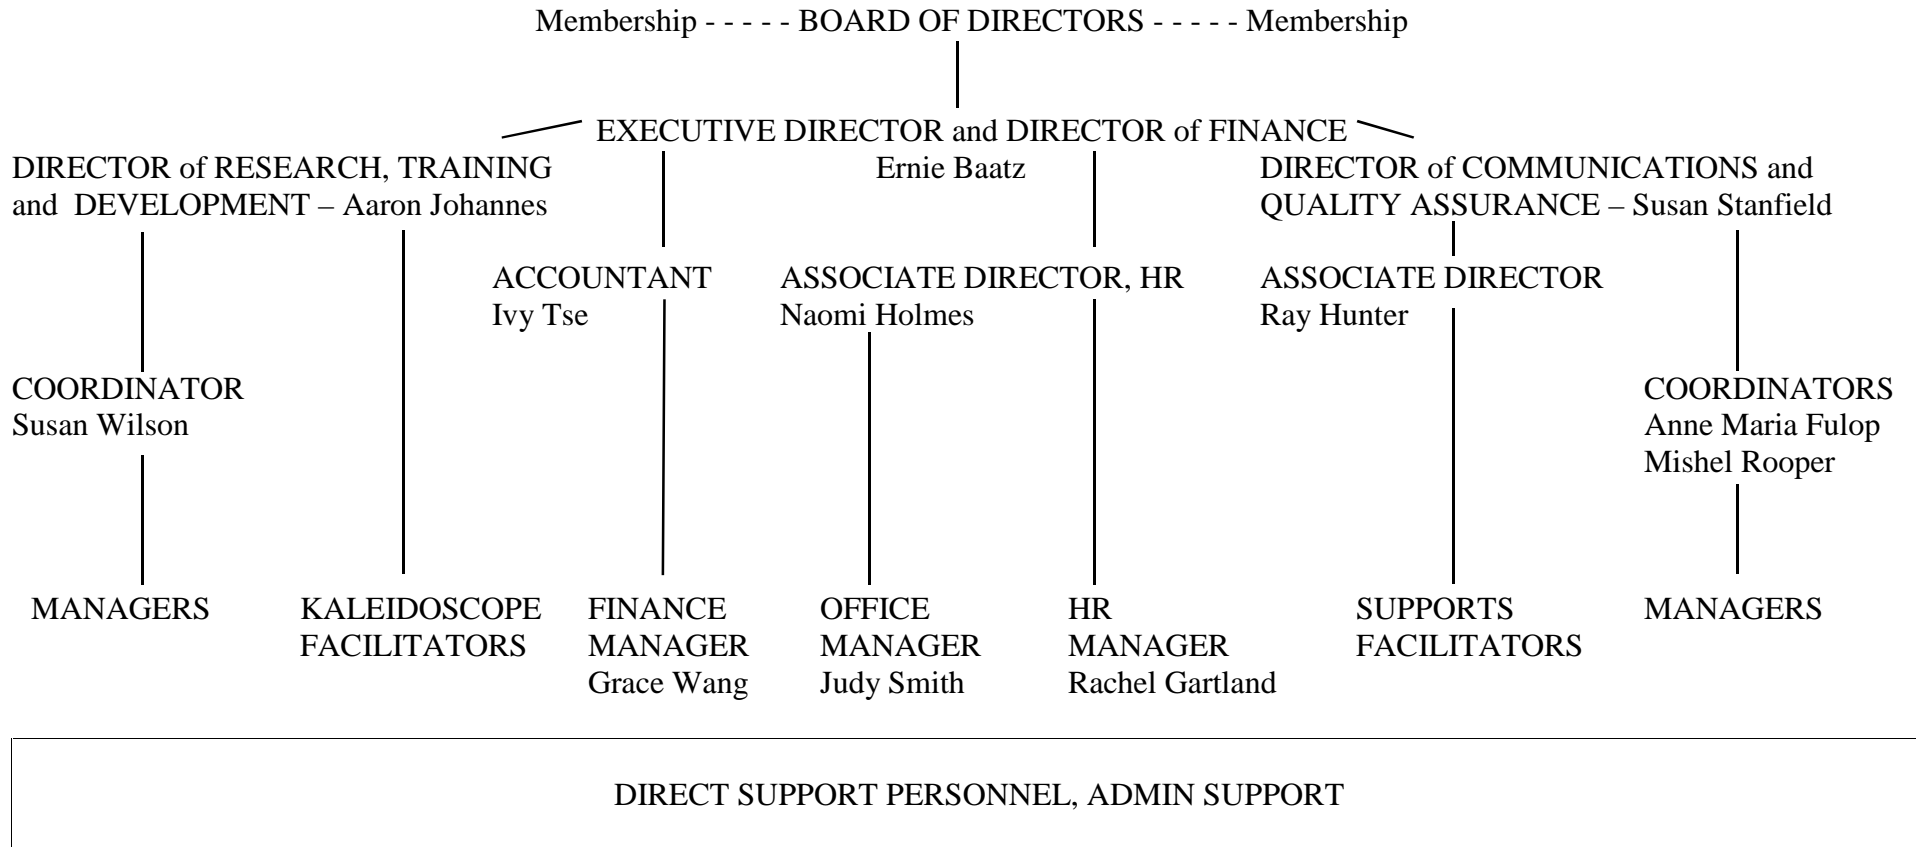 Membership - - - - - BOARD OF DIRECTORS - - - - - Membership
EXECUTIVE DIRECTOR and DIRECTOR of FINANCE
Ernie Baatz
DIRECTOR of RESEARCH, TRAINING
and DEVELOPMENT – Aaron Johannes
DIRECTOR of COMMUNICATIONS and
QUALITY ASSURANCE – Susan Stanfield
ACCOUNTANT
Ivy Tse
ASSOCIATE DIRECTOR, HR
Naomi Holmes
ASSOCIATE DIRECTOR
Ray Hunter
COORDINATOR
Susan Wilson
COORDINATORS
Anne Maria Fulop
Mishel Rooper
MANAGERS
KALEIDOSCOPE
FACILITATORS
FINANCE
MANAGER
Grace Wang
OFFICE
MANAGER
Judy Smith
HR
MANAGER
Rachel Gartland
SUPPORTS
FACILITATORS
MANAGERS
DIRECT SUPPORT PERSONNEL, ADMIN SUPPORT